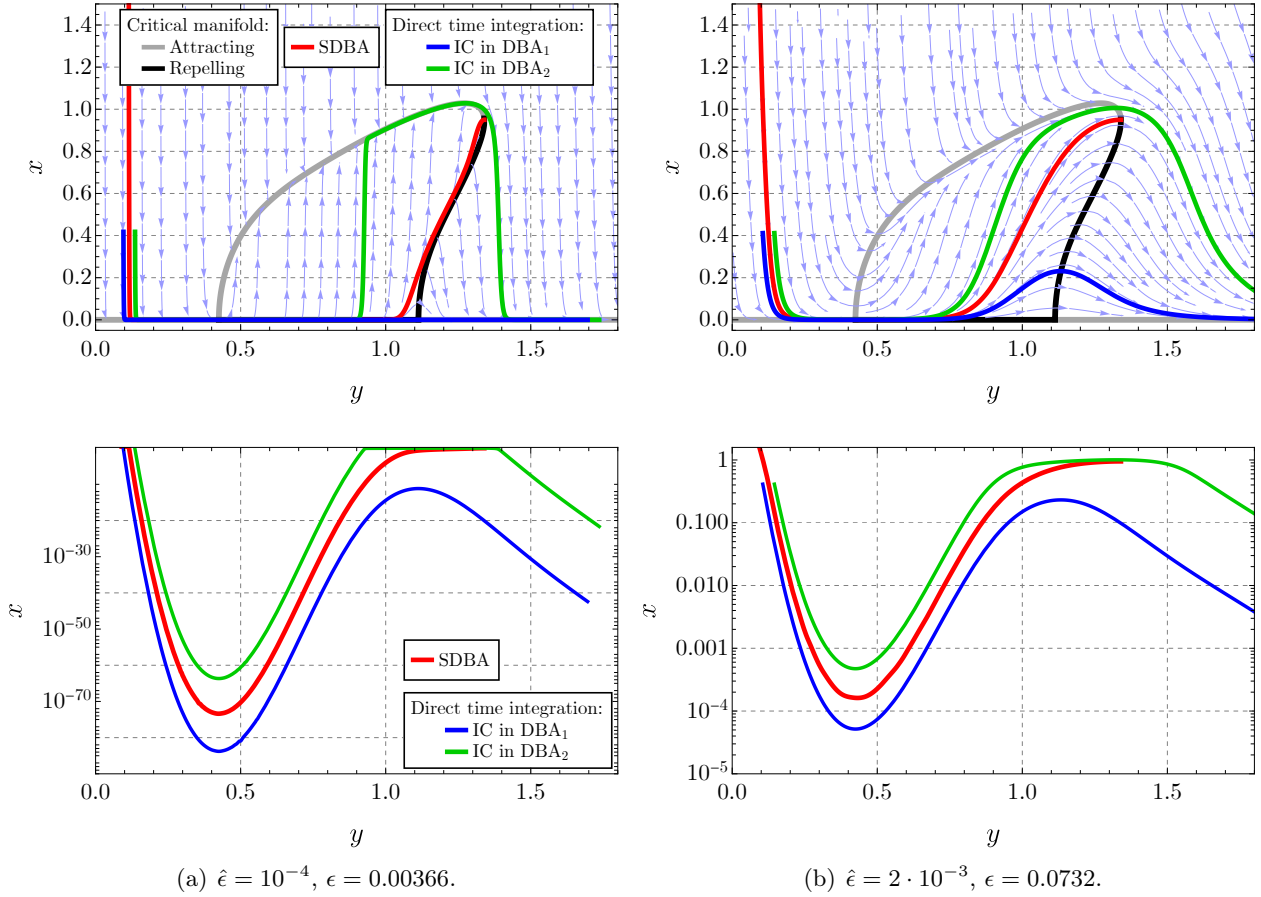 1.4
1.2
1.0
0.8
0.6
0.4
0.2
0.0
x
0.0
0.5
1.0
1.5
y
Critical manifold:
Attracting
Repelling
SDBA
Direct time integration:
IC in DBA₁
IC in DBA₂
1.4
1.2
1.0
0.8
0.6
0.4
0.2
0.0
x
0.0
0.5
1.0
1.5
y
10⁻³⁰
10⁻⁵⁰
10⁻⁷⁰
x
0.0
0.5
1.0
1.5
y
SDBA
Direct time integration:
IC in DBA₁
IC in DBA₂
1
0.100
0.010
0.001
10⁻⁴
10⁻⁵
x
0.0
0.5
1.0
1.5
y
(a) ε̂ = 10⁻⁴, ϵ = 0.00366.
(b) ε̂ = 2 · 10⁻³, ϵ = 0.0732.